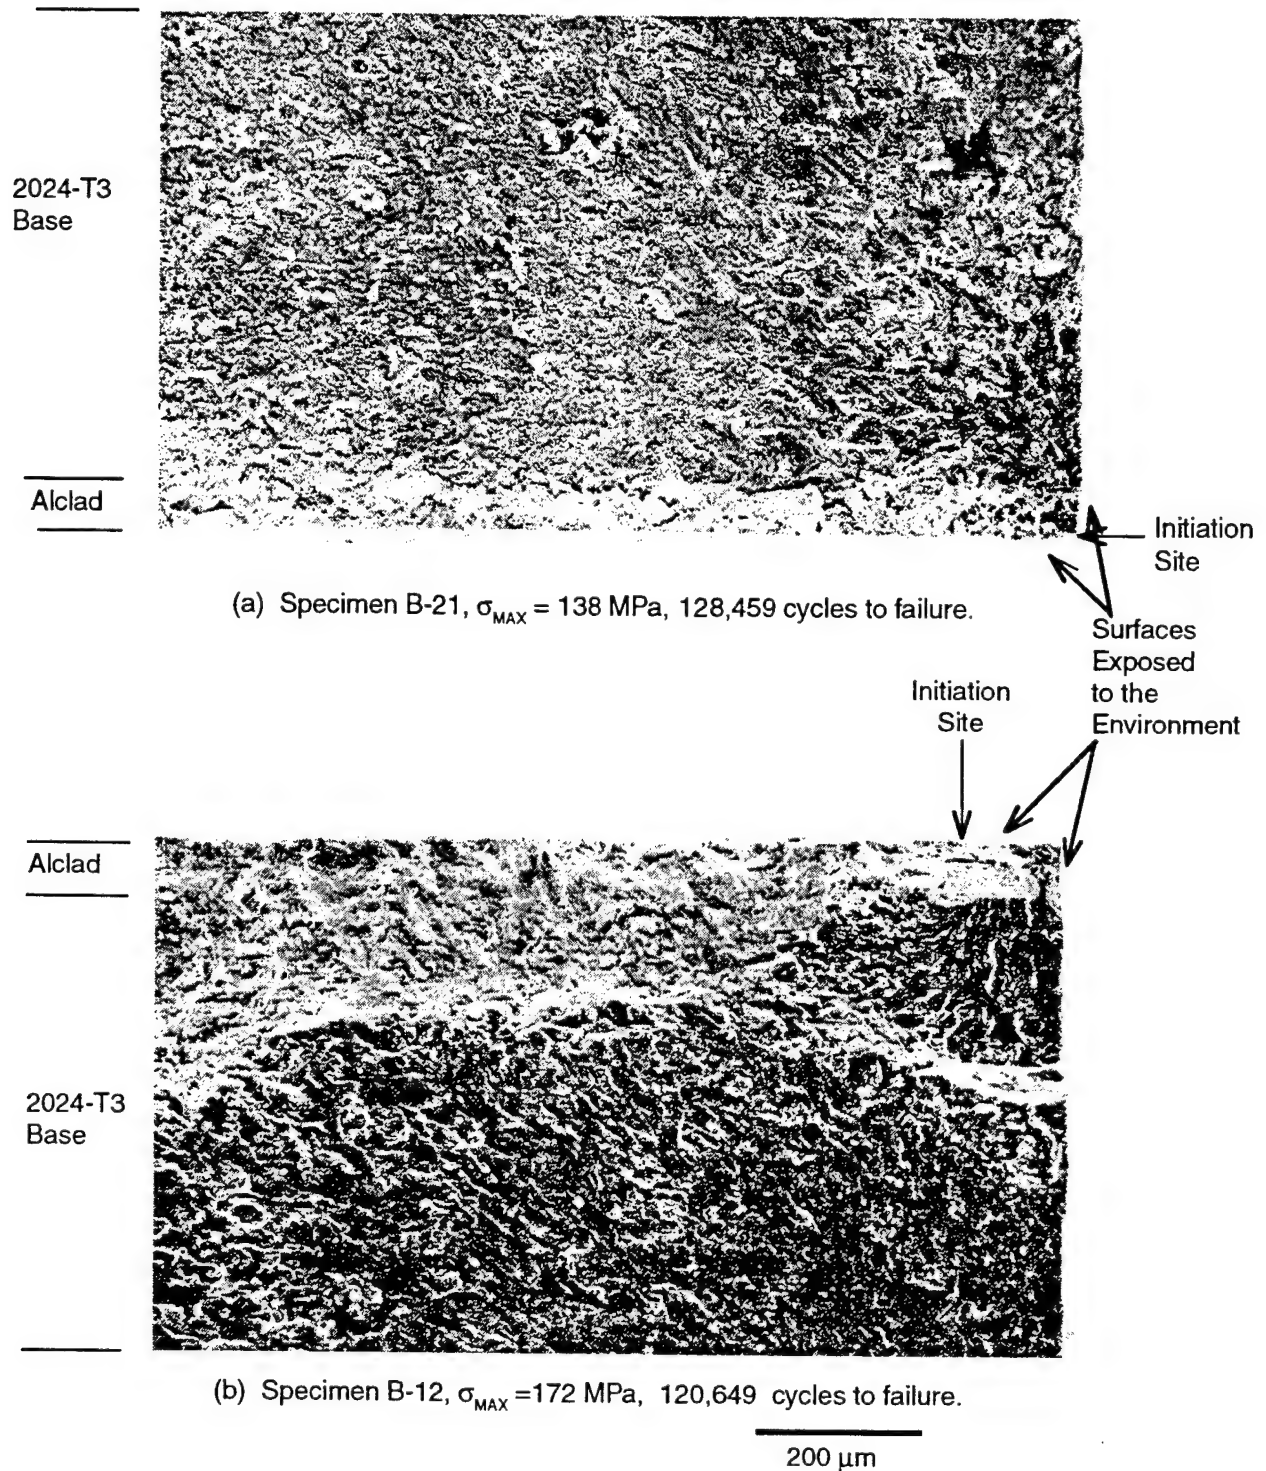 2024-T3
Base
Alclad
Initiation
Site
(a) Specimen B-21, σMAX = 138 MPa, 128,459 cycles to failure.
Surfaces
Exposed
to the
Environment
Initiation
Site
Alclad
2024-T3
Base
(b) Specimen B-12, σMAX =172 MPa, 120,649 cycles to failure.
200 μm